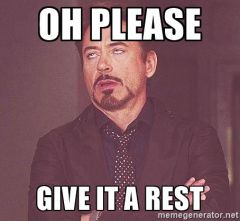 OH PLEASE
GIVE IT A REST
memegenerator.net